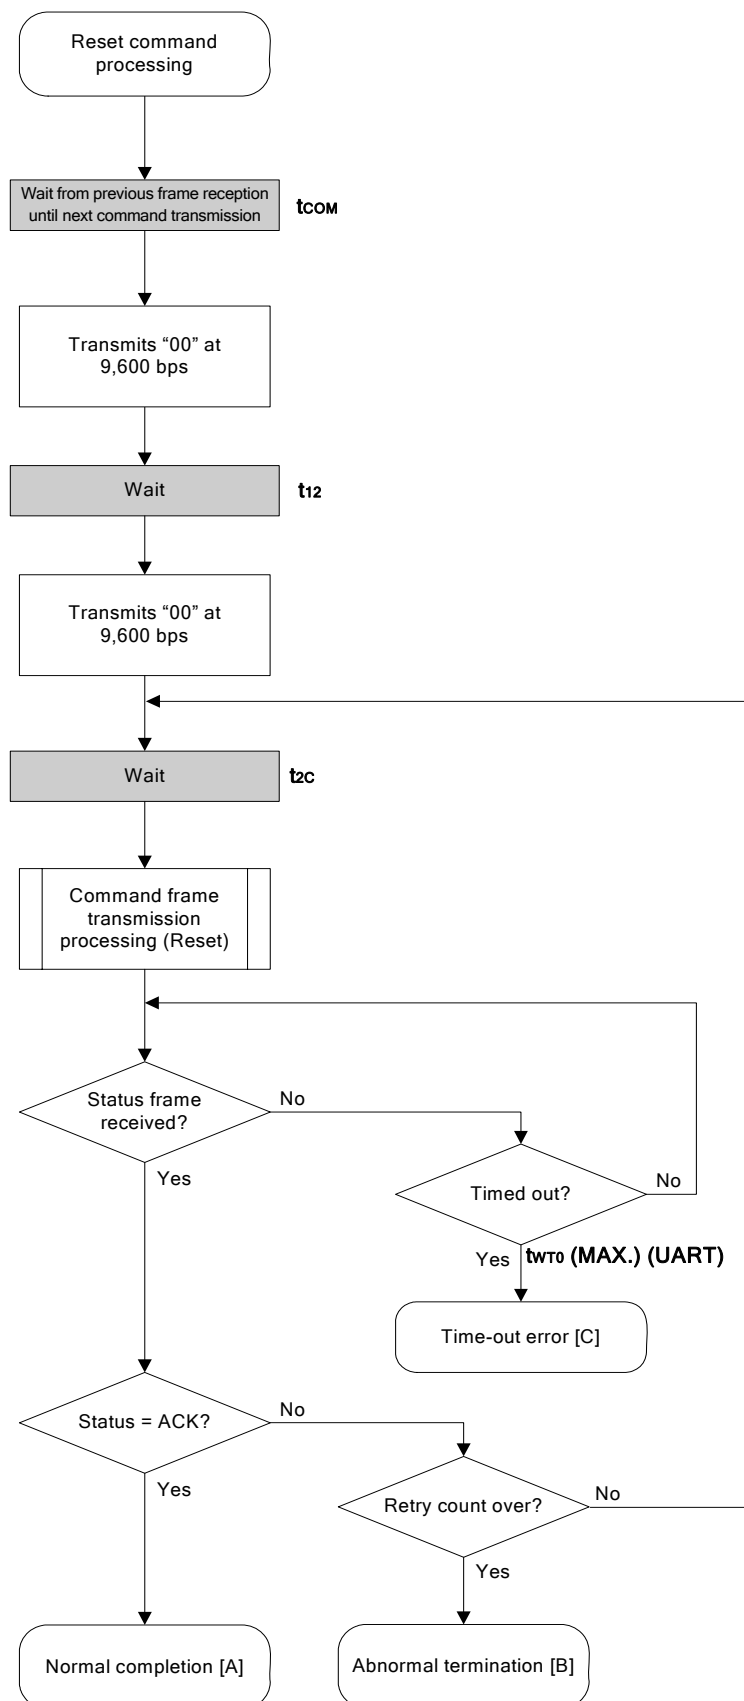 Reset command
processing
Wait from previous frame reception
until next command transmission
tCOM
Transmits “00” at
9,600 bps
Wait
t12
Transmits “00” at
9,600 bps
Wait
t2C
Command frame
transmission
processing (Reset)
Status frame
received?
No
Yes
Timed out?
No
Yes
tWT0 (MAX.) (UART)
Time-out error [C]
Status = ACK?
No
Yes
Retry count over?
No
Yes
Normal completion [A]
Abnormal termination [B]